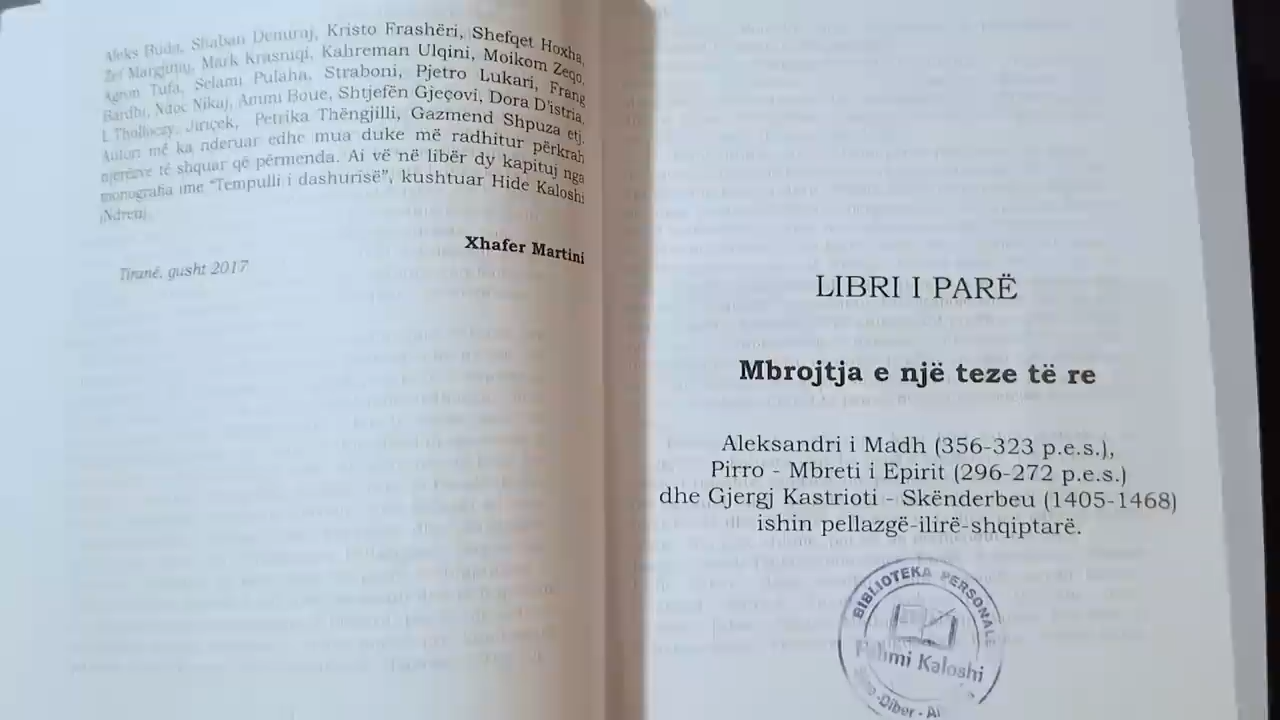 Aleks Buda, Shaban Demiraj, Kristo Frashëri, Shefqet Hoxha,
Zef Margjinaj, Mark Krasniqi, Kahreman Ulqini, Moikom Zeqo,
Agron Tufa, Selami Pulaha, Straboni, Pjetro Lukari, Frang
Bardhi, Ndoc Nikaj, Ammi Boue, Shtjefën Gjeçovi, Dora D'istria,
L Thalloczy, Jiriçek, Petrika Thëngjilli, Gazmend Shpuza etj.
Autori më ka nderuar edhe mua duke më radhitur përkrah
njerëzve të shquar që përmenda. Ai vë në libër dy kapituj nga
monografia ime "Tempulli i dashurisë", kushtuar Hide Kaloshi
(Ndreu).
Xhafer Martini
Tiranë, gusht 2017
LIBRI I PARË
Mbrojtja e një teze të re
Aleksandri i Madh (356-323 p.e.s.),
Pirro - Mbreti i Epirit (296-272 p.e.s.)
dhe Gjergj Kastrioti - Skënderbeu (1405-1468)
ishin pellazgë-ilirë-shqiptarë.
BIBLIOTEKA PERSONALE
Kaloshi
-Dibër -